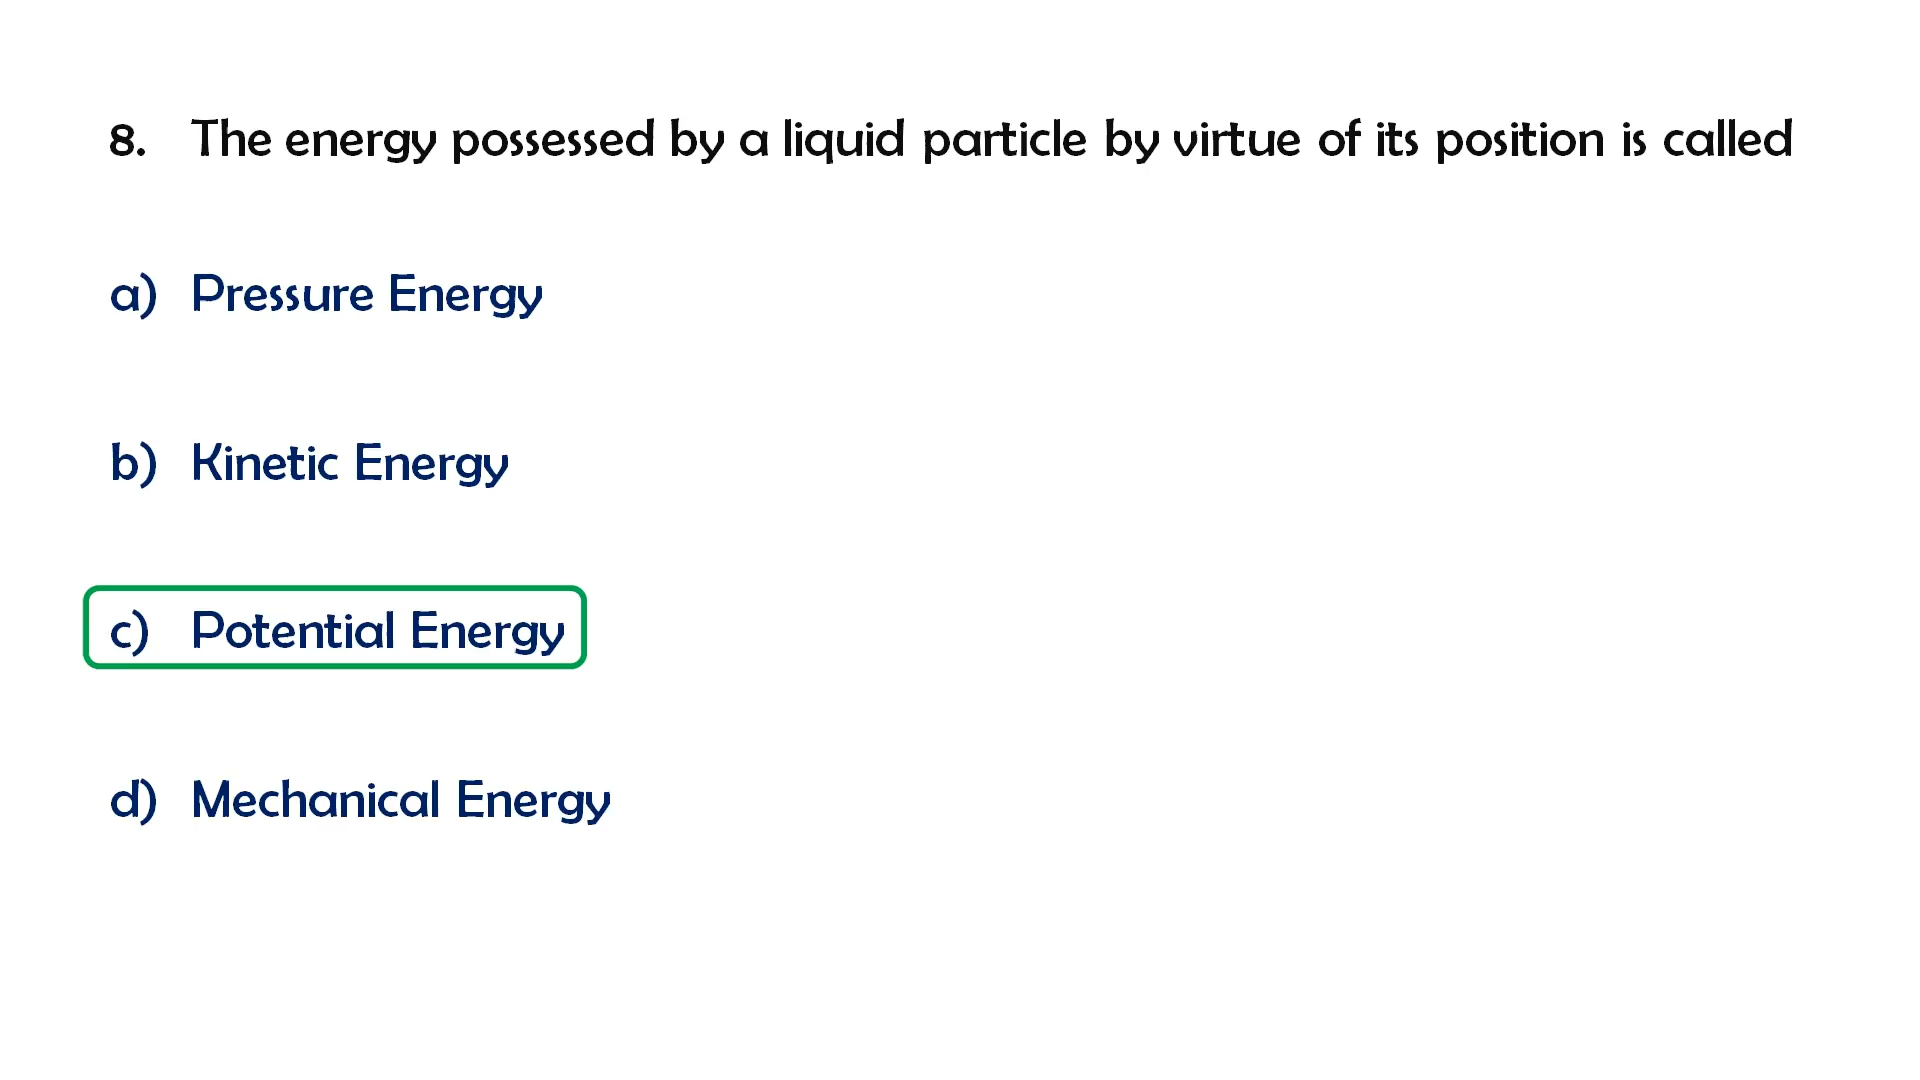 8. The energy possessed by a liquid particle by virtue of its position is called
a) Pressure Energy
b) Kinetic Energy
c) Potential Energy
d) Mechanical Energy